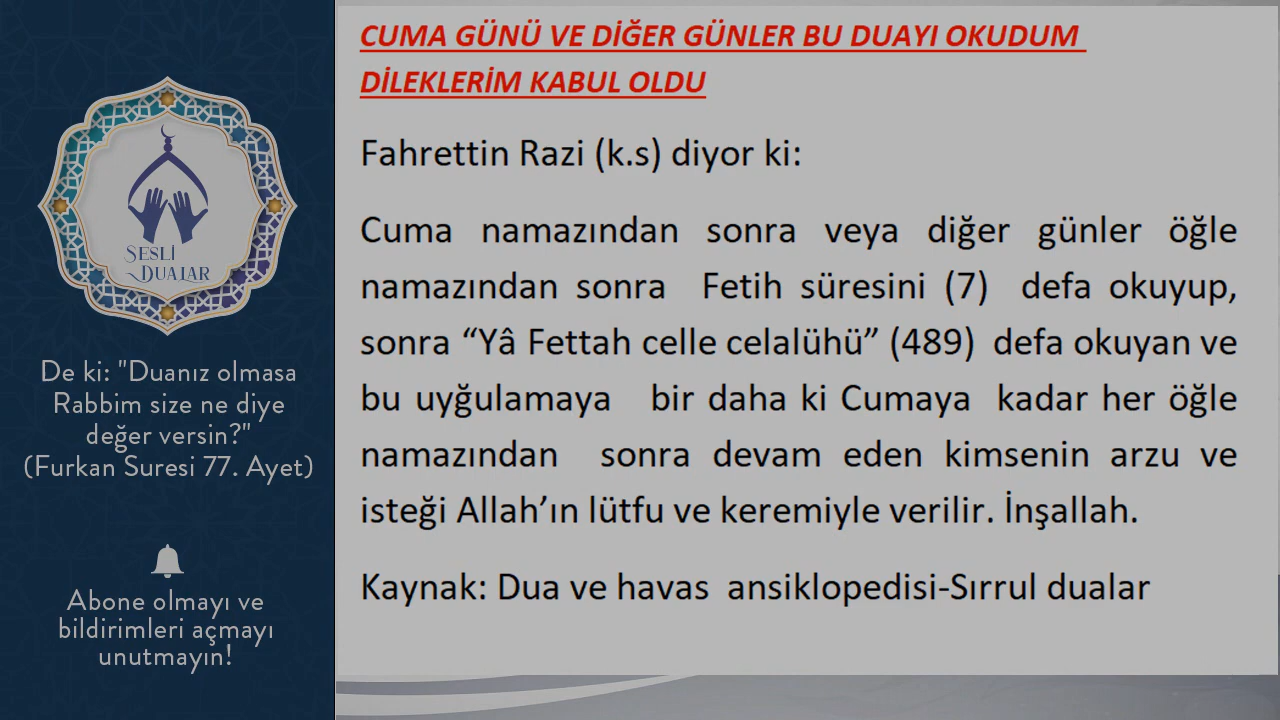 SESLİ
DUALAR
De ki: "Duanız olmasa
Rabbim size ne diye
değer versin?"
(Furkan Suresi 77. Ayet)
Abone olmayı ve
bildirimleri açmayı
unutmayın!
CUMA GÜNÜ VE DİĞER GÜNLER BU DUAYI OKUDUM
DİLEKLERİM KABUL OLDU
Fahrettin Razi (k.s) diyor ki:
Cuma namazından sonra veya diğer günler öğle
namazından sonra Fetih süresini (7) defa okuyup,
sonra “Yâ Fettah celle celalühü” (489) defa okuyan ve
bu uyğulamaya bir daha ki Cumaya kadar her öğle
namazından sonra devam eden kimsenin arzu ve
isteği Allah’ın lütfu ve keremiyle verilir. İnşallah.
Kaynak: Dua ve havas ansiklopedisi-Sırrul dualar